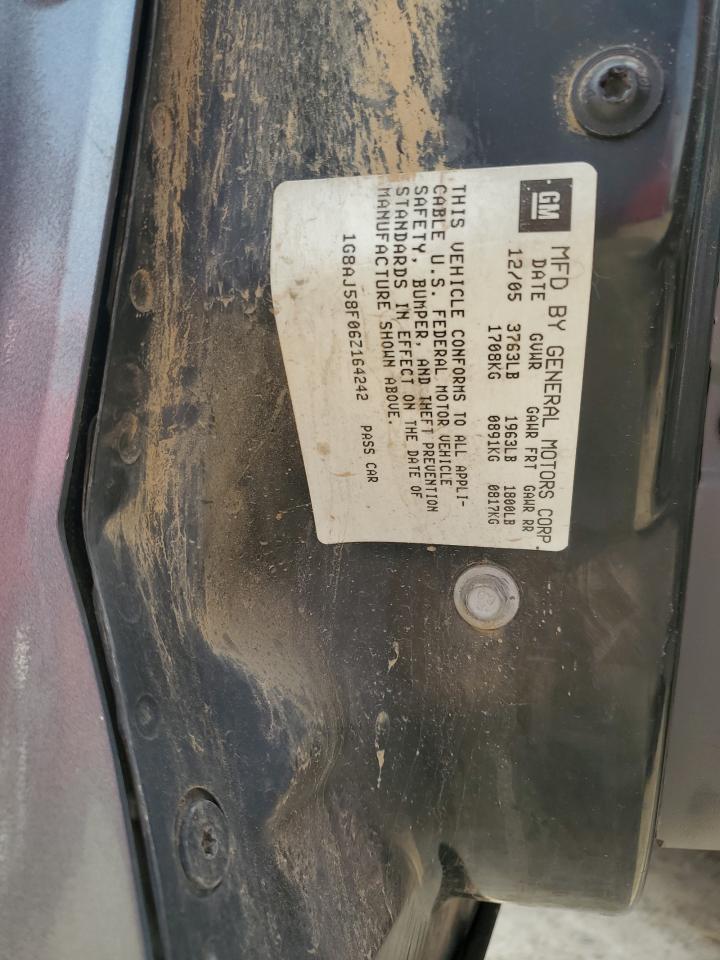 GM MFD BY GENERAL MOTORS CORP.
DATE GVWR GAWR FRT GAWR RR
12/05 3763LB 1963LB 1800LB
1708KG 0891KG 0817KG
THIS VEHICLE CONFORMS TO ALL APPLI-
CABLE U.S. FEDERAL MOTOR VEHICLE
SAFETY, BUMPER, AND THEFT PREVENTION
STANDARDS IN EFFECT ON THE DATE OF
MANUFACTURE SHOWN ABOVE.
1G8AJ58F06Z164242 PASS CAR